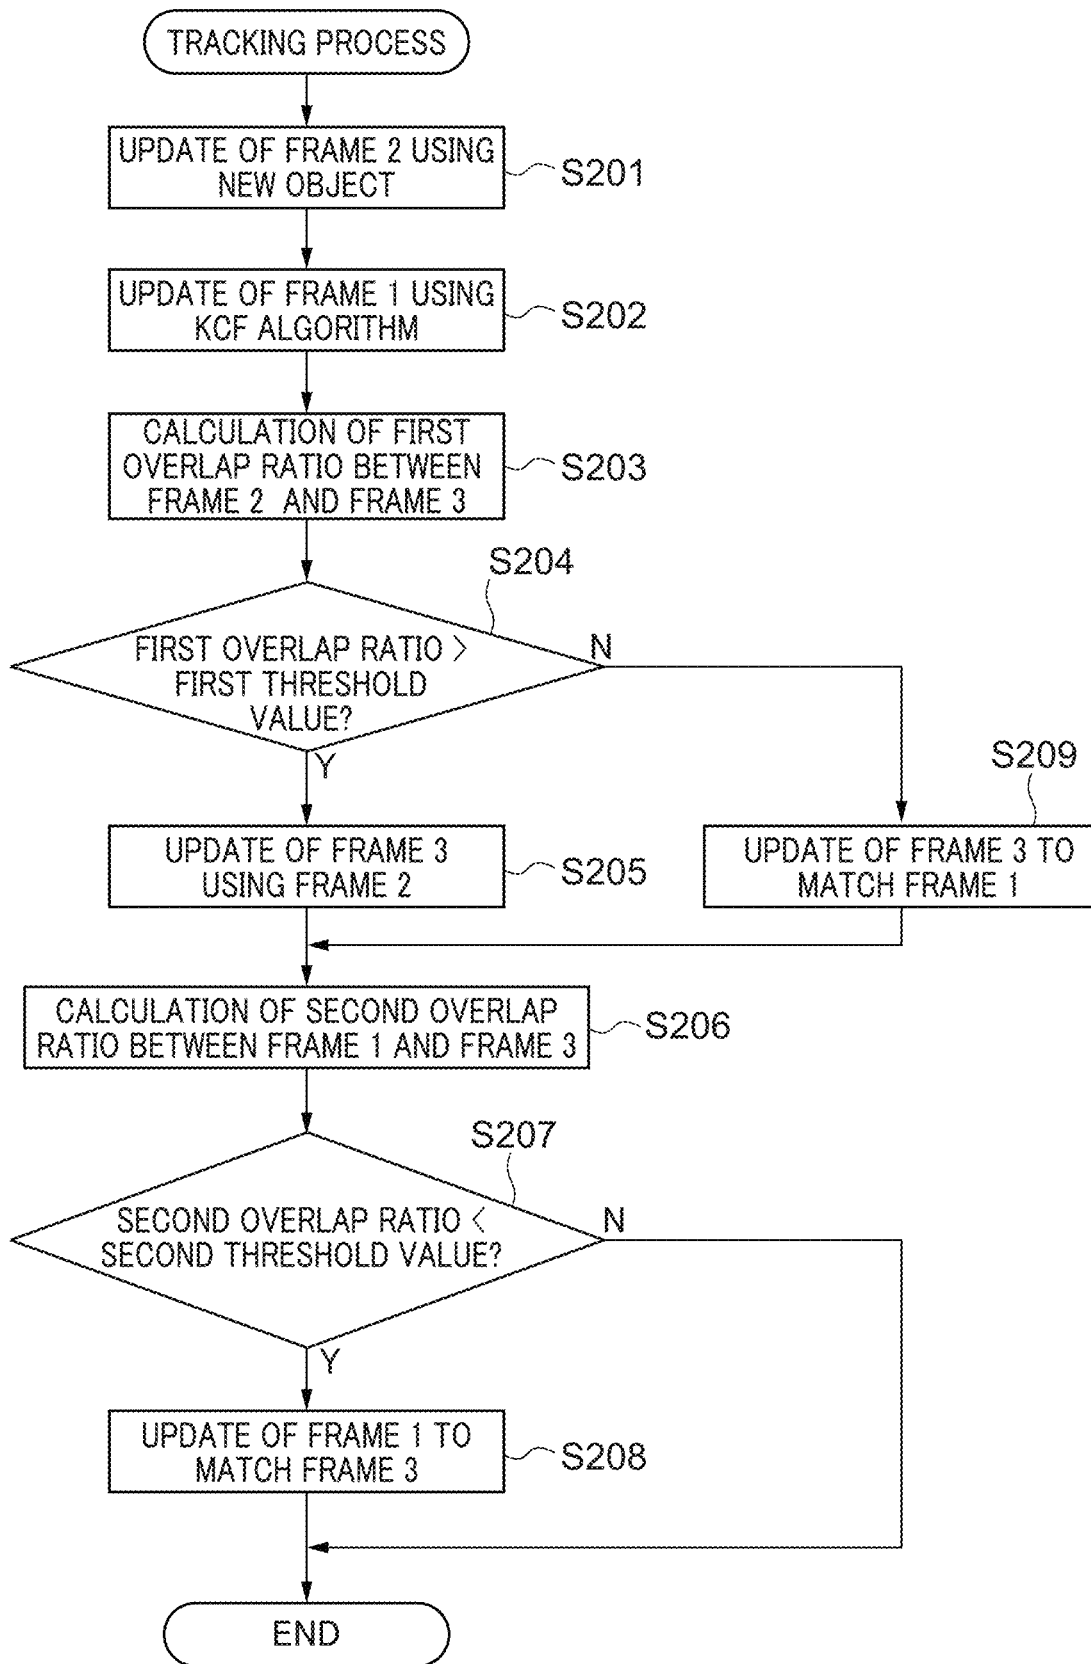 TRACKING PROCESS
UPDATE OF FRAME 2 USING
NEW OBJECT
S201
UPDATE OF FRAME 1 USING
KCF ALGORITHM
S202
CALCULATION OF FIRST
OVERLAP RATIO BETWEEN
FRAME 2 AND FRAME 3
S203
S204
FIRST OVERLAP RATIO >
FIRST THRESHOLD
VALUE?
N
Y
S209
UPDATE OF FRAME 3
USING FRAME 2
S205
UPDATE OF FRAME 3 TO
MATCH FRAME 1
CALCULATION OF SECOND OVERLAP
RATIO BETWEEN FRAME 1 AND FRAME 3
S206
S207
SECOND OVERLAP RATIO <
SECOND THRESHOLD VALUE?
N
Y
UPDATE OF FRAME 1 TO
MATCH FRAME 3
S208
END